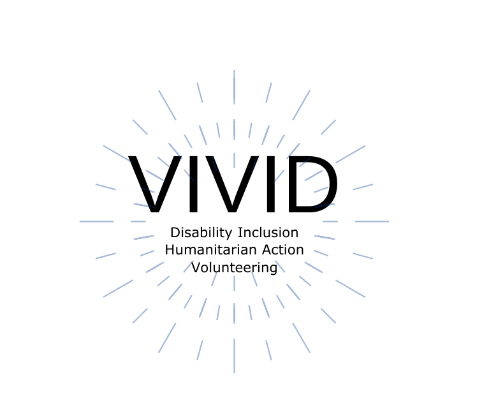 VIVID
Disability Inclusion
Humanitarian Action
Volunteering